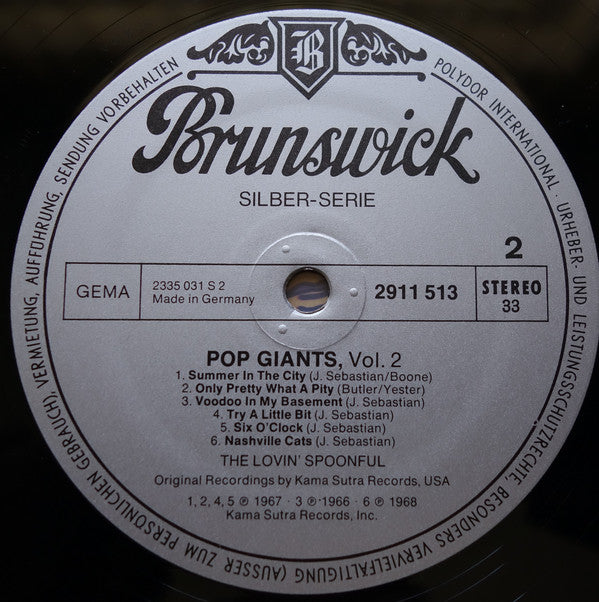 B
Brunswick
SILBER-SERIE
2
GEMA
2335 031 S 2
Made in Germany
2911 513
STEREO
33
POP GIANTS, Vol. 2
1. Summer In The City (J. Sebastian/Boone)
2. Only Pretty What A Pity (Butler/Yester)
3. Voodoo In My Basement (J. Sebastian)
4. Try A Little Bit (J. Sebastian)
5. Six O'Clock (J. Sebastian)
6. Nashville Cats (J. Sebastian)
THE LOVIN' SPOONFUL
Original Recordings by Kama Sutra Records, USA
1, 2, 4, 5 ℗ 1967 · 3 ℗ 1966 · 6 ℗ 1968
Kama Sutra Records, Inc.
POLYDOR INTERNATIONAL · URHEBER- UND LEISTUNGSSCHUTZRECHTE, BESONDERS VERVIELFÄLTIGUNG (AUSSER ZUM PERSÖNLICHEN GEBRAUCH), VERMIETUNG, AUFFÜHRUNG, SENDUNG VORBEHALTEN